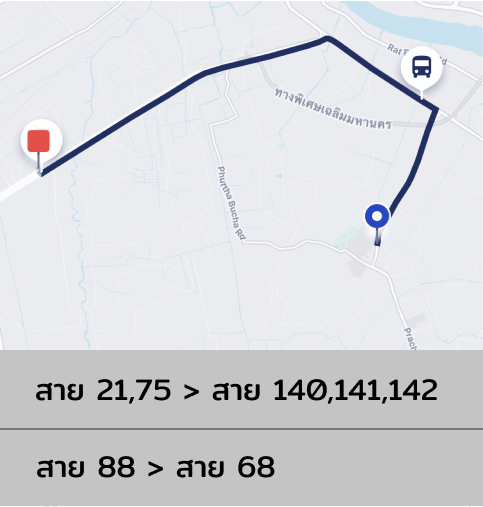 Rat
ทางพิเศษเฉลิมมหานคร
Phuttha Bucha Rd
Prach
สาย 21,75 > สาย 140,141,142
สาย 88 > สาย 68